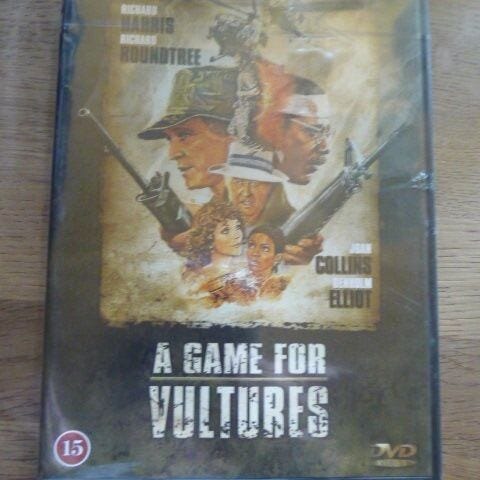 RICHARD
HARRIS
RICHARD
ROUNDTREE
JOAN
COLLINS
DENHOLM
ELLIOT
A GAME FOR
VULTURES
15
DVD